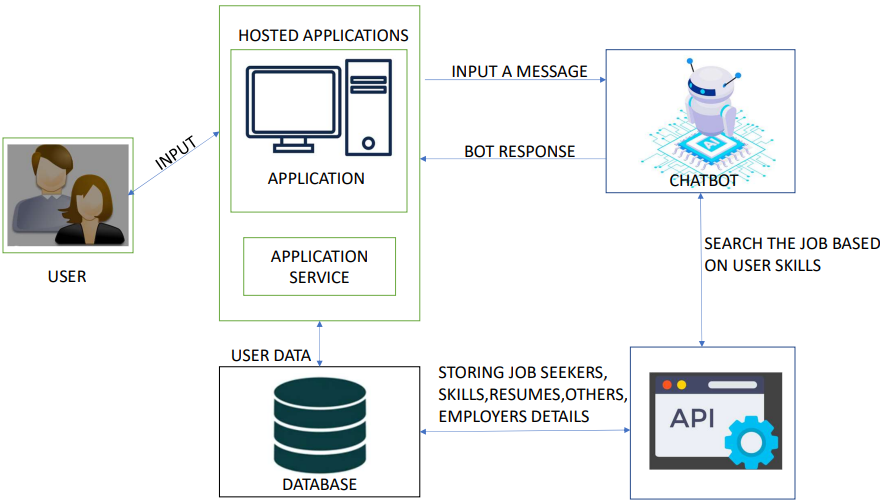 HOSTED APPLICATIONS
INPUT A MESSAGE
BOT RESPONSE
INPUT
APPLICATION
AI
CHATBOT
USER
APPLICATION
SERVICE
SEARCH THE JOB BASED
ON USER SKILLS
USER DATA
STORING JOB SEEKERS,
SKILLS,RESUMES,OTHERS,
EMPLOYERS DETAILS
API
DATABASE